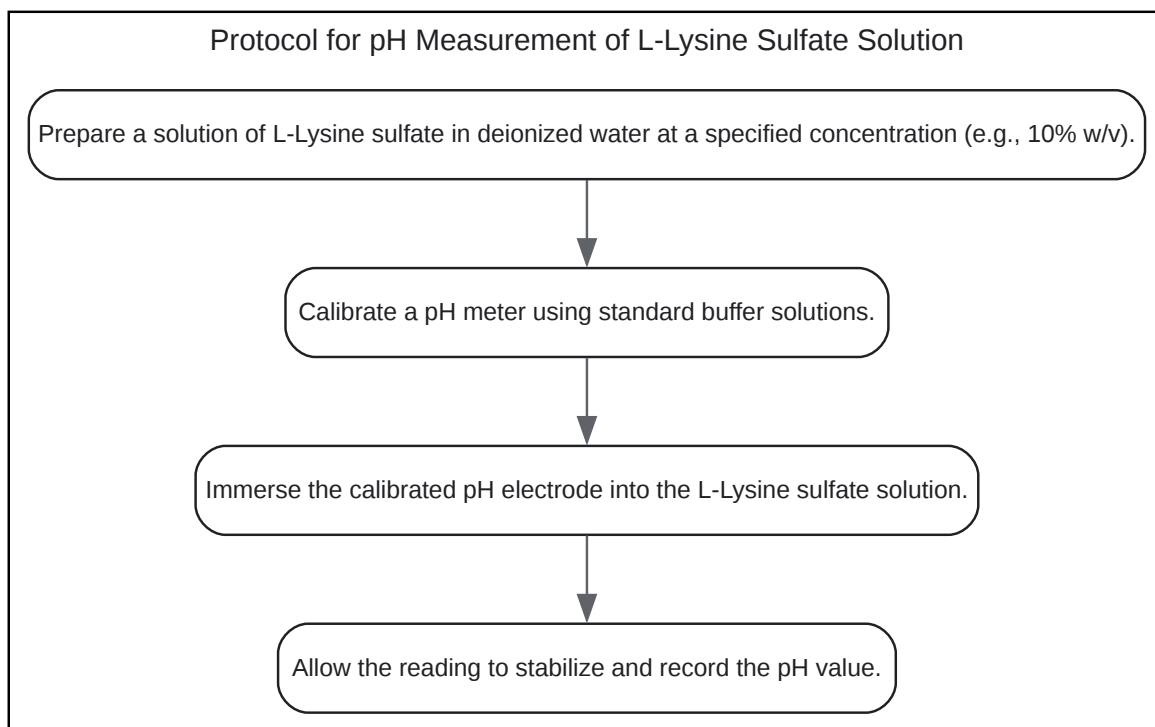 Protocol for pH Measurement of L-Lysine Sulfate Solution
Prepare a solution of L-Lysine sulfate in deionized water at a specified concentration (e.g., 10% w/v).
Calibrate a pH meter using standard buffer solutions.
Immerse the calibrated pH electrode into the L-Lysine sulfate solution.
Allow the reading to stabilize and record the pH value.